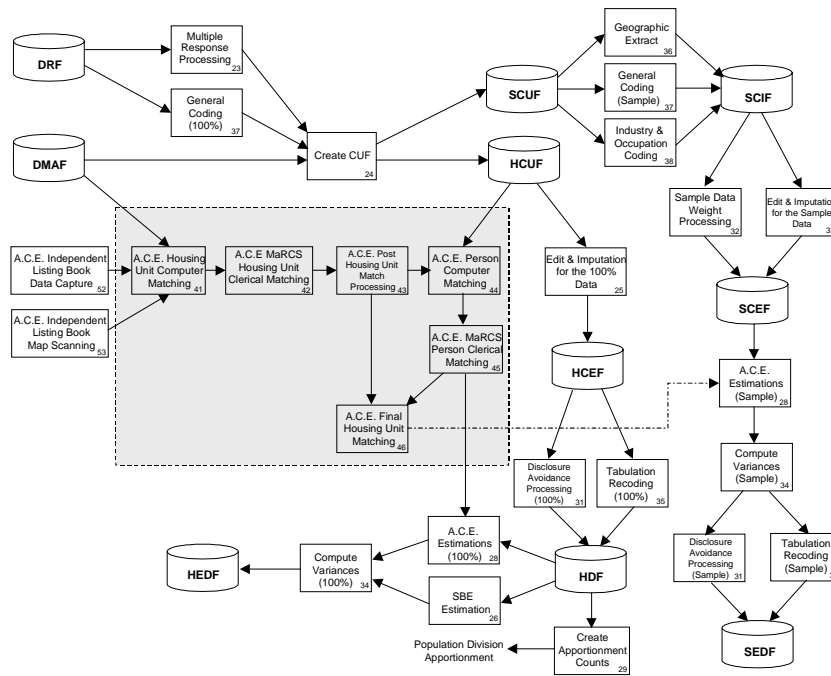 DRF
Multiple
Response
Processing
23
General
Coding
(100%)
37
DMAF
Create CUF
24
SCUF
HCUF
Geographic
Extract
36
General
Coding
(Sample)
37
Industry &
Occupation
Coding
38
SCIF
Sample Data
Weight
Processing
32
Edit & Imputation
for the Sample
Data
A.C.E. Independent
Listing Book
Data Capture
52
A.C.E. Independent
Listing Book
Map Scanning
53
A.C.E. Housing
Unit Computer
Matching
41
A.C.E MaRCS
Housing Unit
Clerical Matching
42
A.C.E. Post
Housing Unit
Match
Processing
43
A.C.E. Person
Computer
Matching
44
A.C.E. MaRCS
Person Clerical
Matching
45
A.C.E. Final
Housing Unit
Matching
46
Edit & Imputation
for the 100%
Data
25
HCEF
SCEF
A.C.E.
Estimations
(Sample)
28
Compute
Variances
(Sample)
34
Disclosure
Avoidance
Processing
(100%)
31
Tabulation
Recoding
(100%)
35
Disclosure
Avoidance
Processing
(Sample)
31
Tabulation
Recoding
(Sample)
HEDF
Compute
Variances
(100%)
34
A.C.E.
Estimations
(100%)
28
SBE
Estimation
26
HDF
Population Division
Apportionment
Create
Apportionment
Counts
29
SEDF